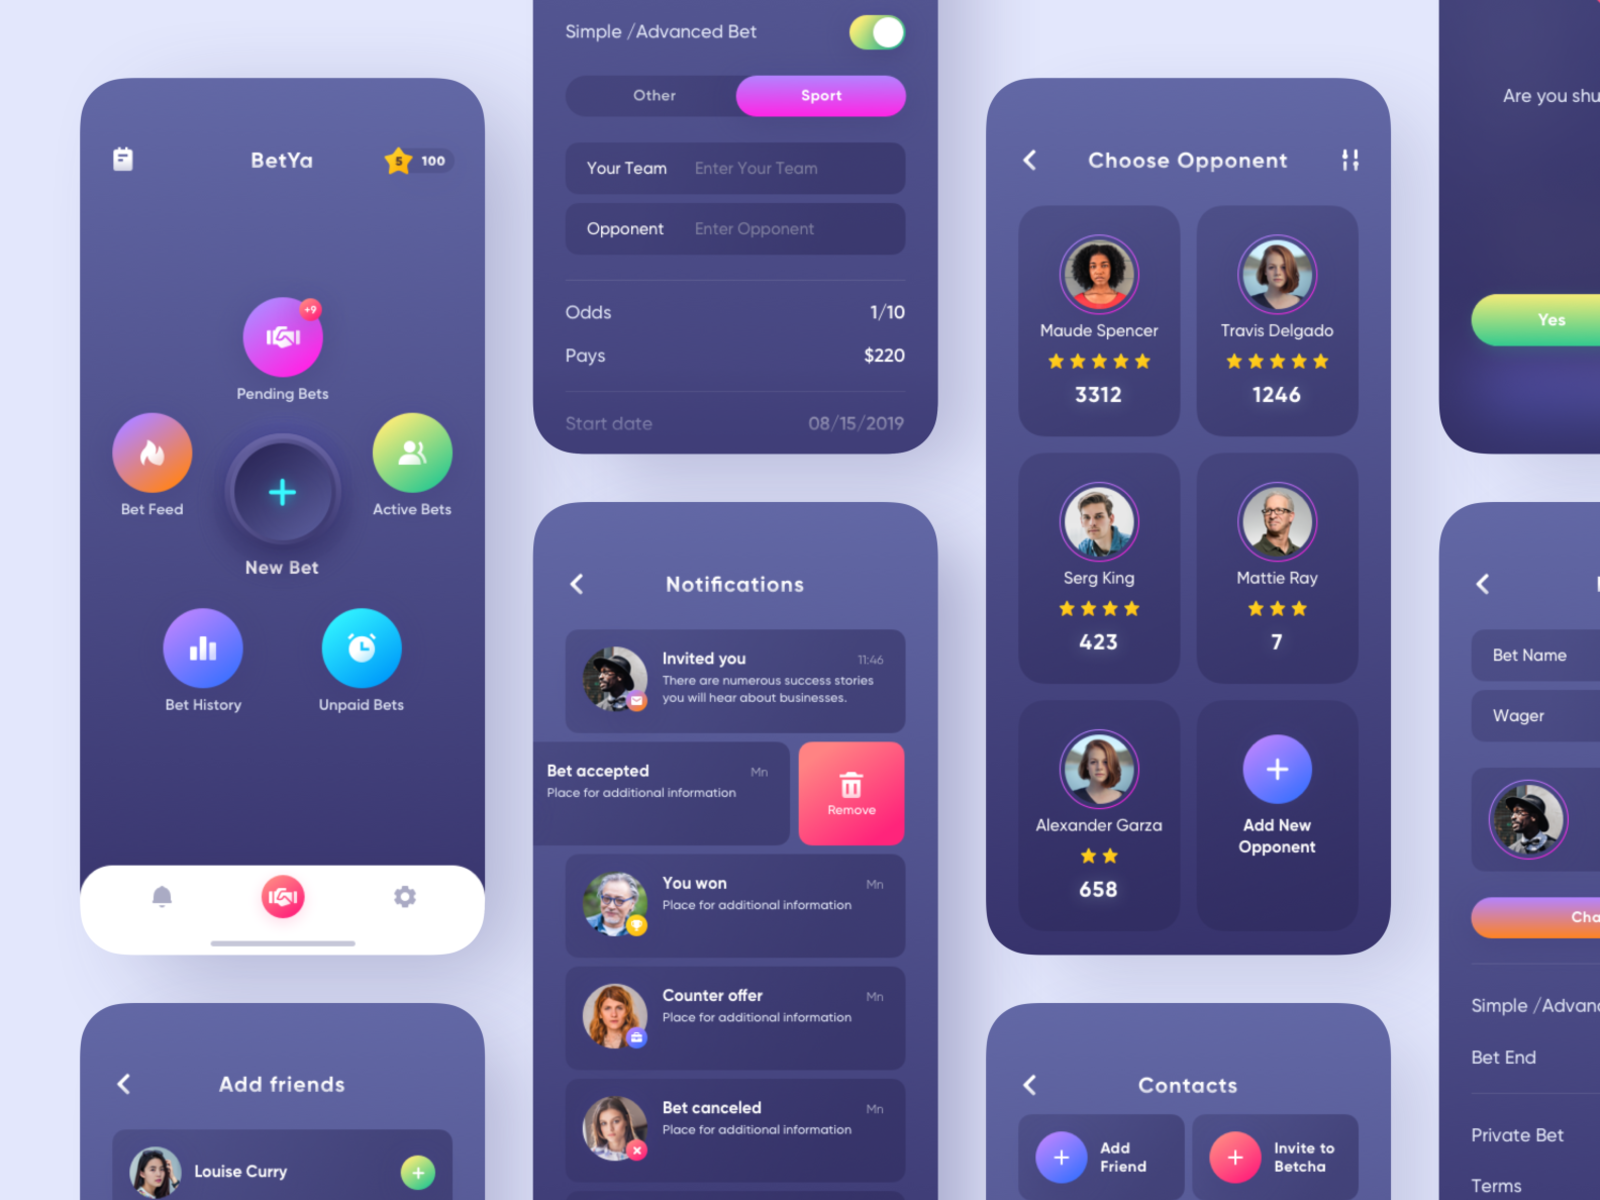 BetYa
5
100
+9
Pending Bets
Bet Feed
Active Bets
New Bet
Bet History
Unpaid Bets
Add friends
Louise Curry
Simple /Advanced Bet
Other
Sport
Your Team
Enter Your Team
Opponent
Enter Opponent
Odds
1/10
Pays
$220
Start date
08/15/2019
Notifications
Invited you
11:46
There are numerous success stories
you will hear about businesses.
Bet accepted
Mn
Place for additional information
Remove
You won
Mn
Place for additional information
Counter offer
Mn
Place for additional information
Bet canceled
Mn
Place for additional information
Choose Opponent
Maude Spencer
3312
Travis Delgado
1246
Serg King
423
Mattie Ray
7
Alexander Garza
658
Add New
Opponent
Contacts
Add
Friend
Invite to
Betcha
Are you shu
Yes
Bet Name
Wager
Cha
Simple /Advanc
Bet End
Private Bet
Terms